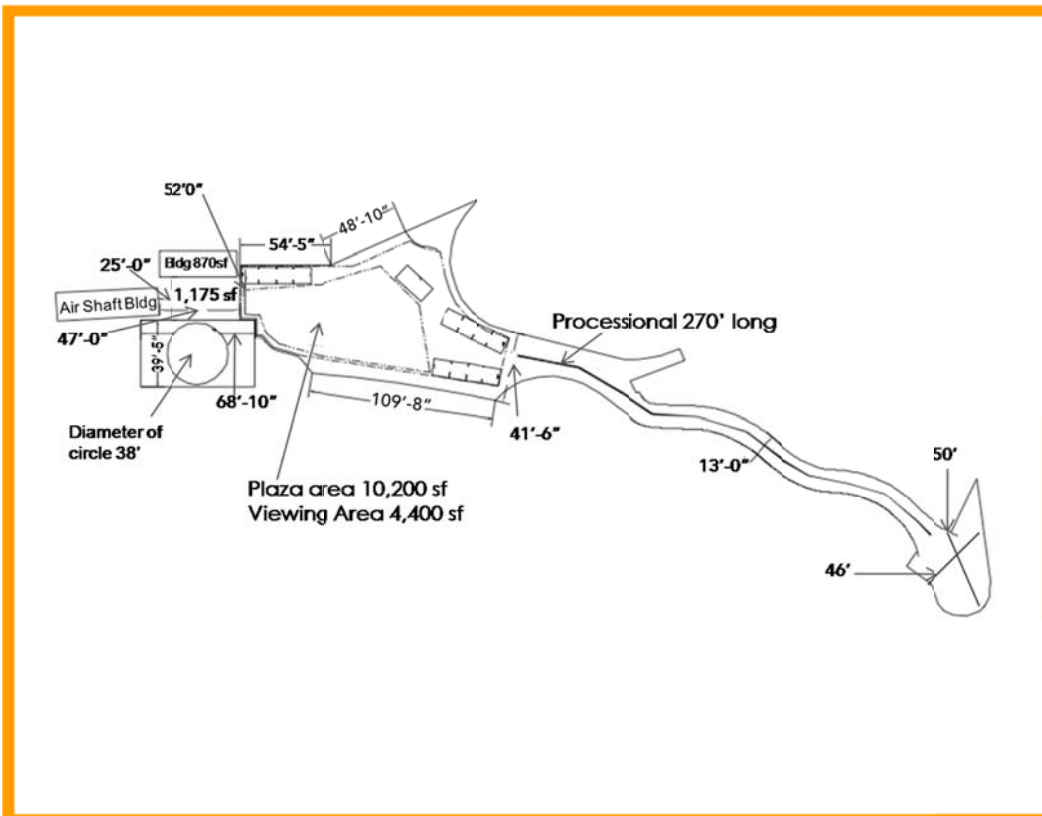 52'0"
48'-10"
54'-5"
Bldg 870sf
25'-0"
1,175 sf
Air Shaft Bldg
47'-0"
39'-5"
68'-10"
109'-8"
Processional 270' long
41'-6"
Diameter of
circle 38'
13'-0"
50'
Plaza area 10,200 sf
Viewing Area 4,400 sf
46'